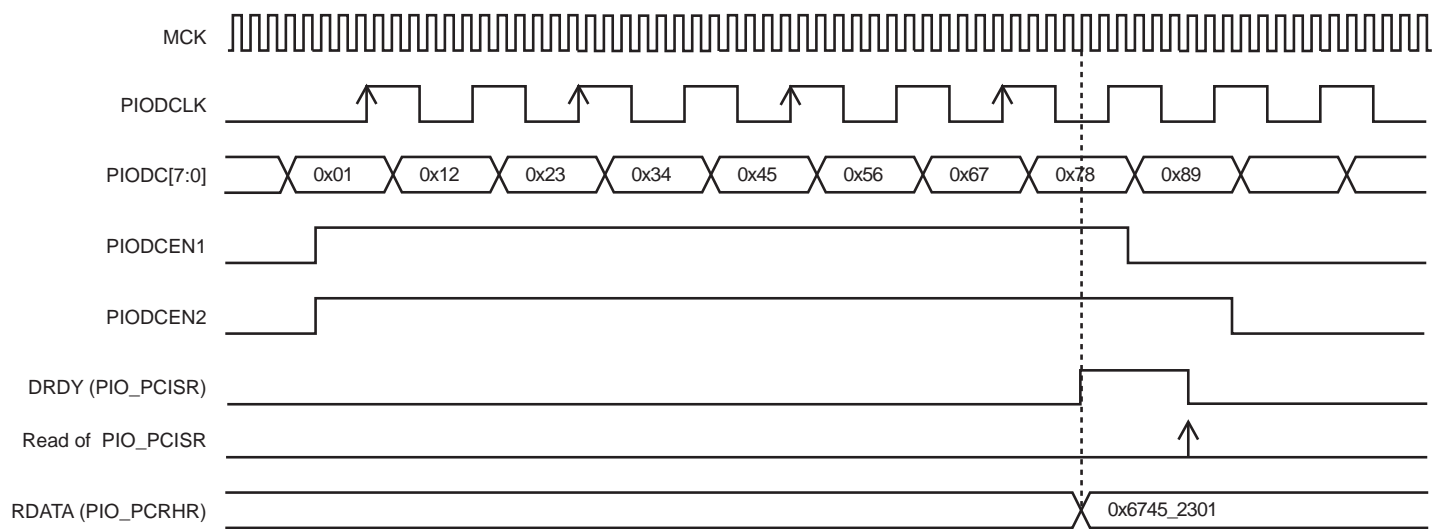 MCK
PIODCLK
PIODC[7:0] 0x01 0x12 0x23 0x34 0x45 0x56 0x67 0x78 0x89
PIODCEN1
PIODCEN2
DRDY (PIO_PCISR)
Read of PIO_PCISR
RDATA (PIO_PCRHR) 0x6745_2301